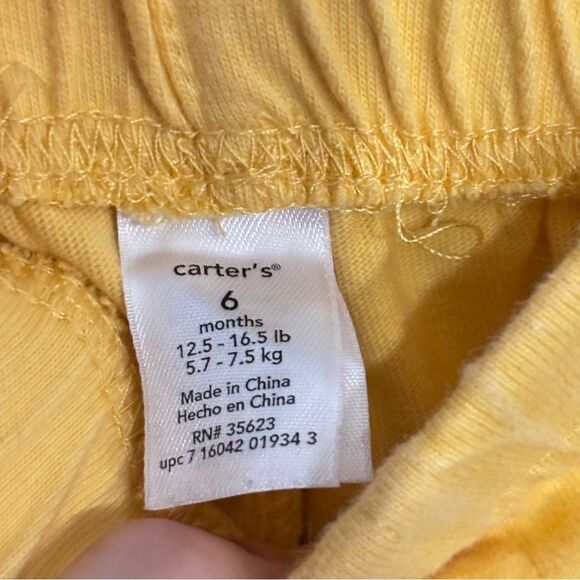 carter's®
6
months
12.5 - 16.5 lb
5.7 - 7.5 kg
Made in China
Hecho en China
RN# 35623
upc 7 16042 01934 3